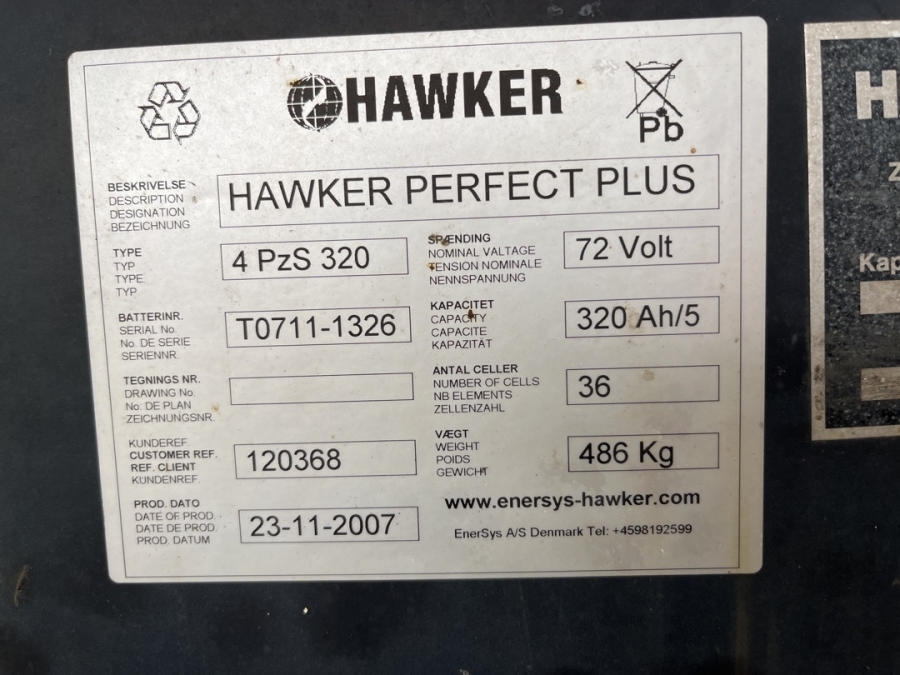 HAWKER
Pb
BESKRIVELSE
DESCRIPTION
DESIGNATION
BEZEICHNUNG
HAWKER PERFECT PLUS
TYPE
TYP
TYPE
TYP
4 PzS 320
SPÆNDING
NOMINAL VALTAGE
TENSION NOMINALE
NENNSPANNUNG
72 Volt
BATTERINR.
SERIAL No.
No. DE SERIE
SERIENNR.
T0711-1326
KAPACITET
CAPACITY
CAPACITE
KAPAZITÄT
320 Ah/5
TEGNINGS NR.
DRAWING No.
No. DE PLAN
ZEICHNUNGSNR.
ANTAL CELLER
NUMBER OF CELLS
NB ELEMENTS
ZELLENZAHL
36
KUNDEREF.
CUSTOMER REF.
REF. CLIENT
KUNDENREF.
120368
VÆGT
WEIGHT
POIDS
GEWICHT
486 Kg
PROD. DATO
DATE OF PROD.
DATE DE PROD.
PROD. DATUM
23-11-2007
www.enersys-hawker.com
EnerSys A/S Denmark Tel: +4598192599
H
Z
Kap